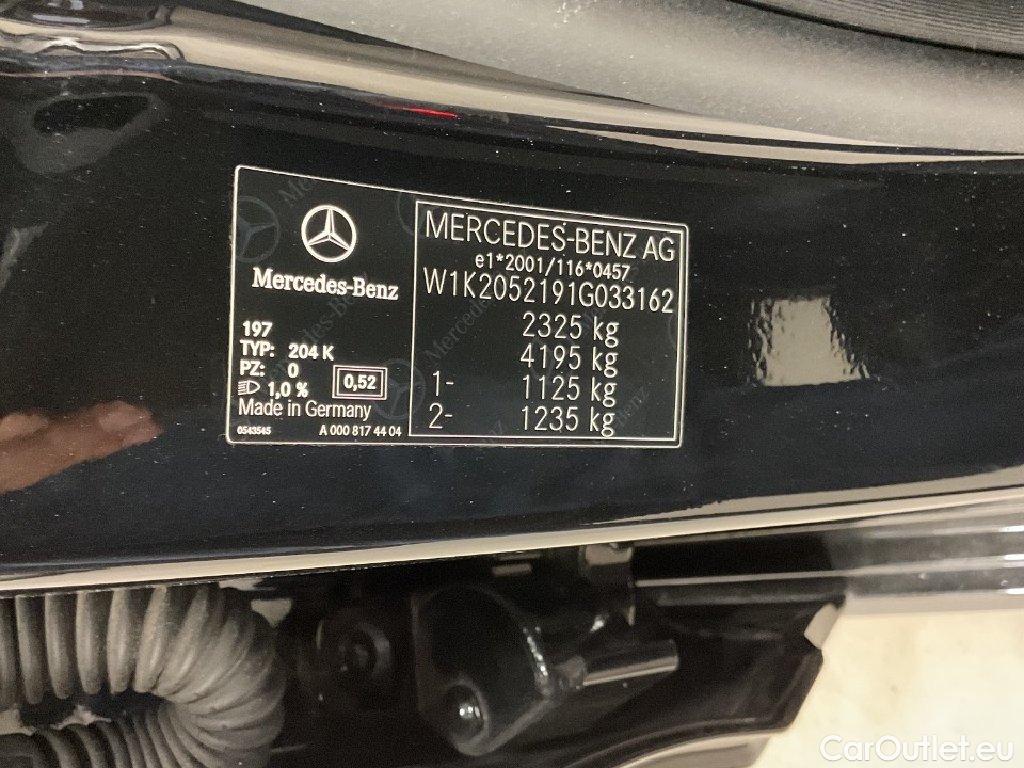 Mercedes-Benz
197
TYP: 204 K
PZ: 0
1,0 %
0,52
Made in Germany
0543545 A 000 817 44 04
MERCEDES-BENZ AG
e1*2001/116*0457
W1K2052191G033162
2325 kg
4195 kg
1- 1125 kg
2- 1235 kg
CarOutlet.eu